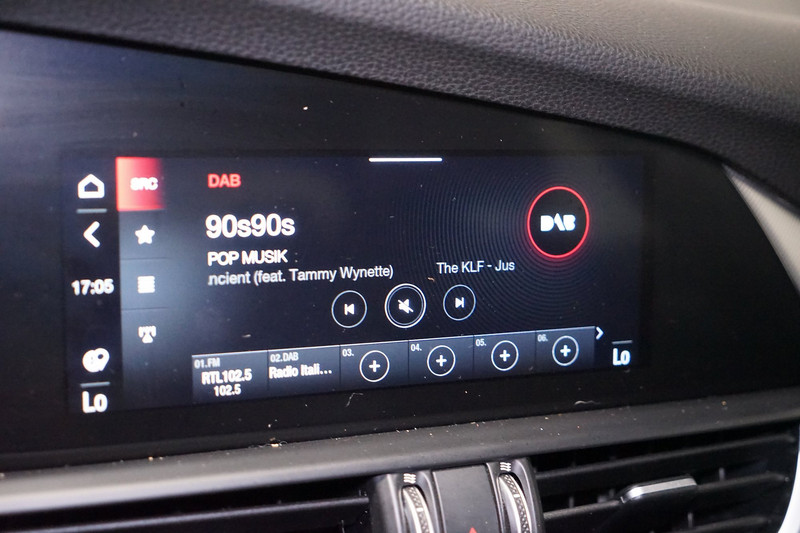 SRC
DAB
90s90s
POP MUSIK
ncient (feat. Tammy Wynette) The KLF - Jus
DAB
17:05
01.FM
RTL102.5
102.5
02.DAB
Radio Itali...
03.
04.
05.
06.
Lo
Lo